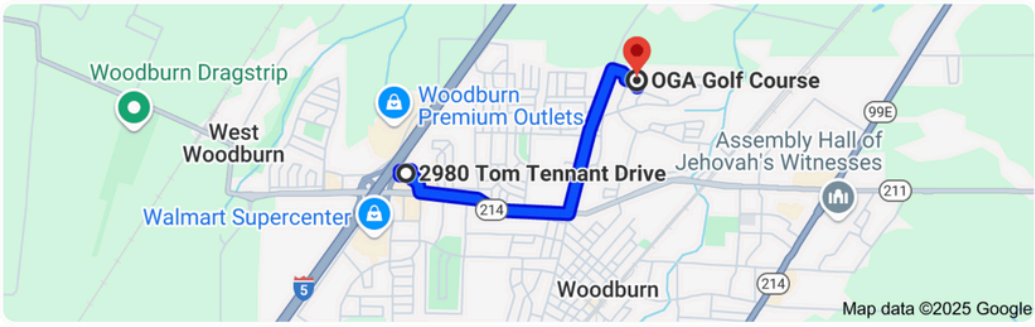 Woodburn Dragstrip
OGA Golf Course
Woodburn
Premium Outlets
99E
West
Woodburn
Assembly Hall of
Jehovah's Witnesses
2980 Tom Tennant Drive
211
Walmart Supercenter
214
5
Woodburn
214
Map data ©2025 Google